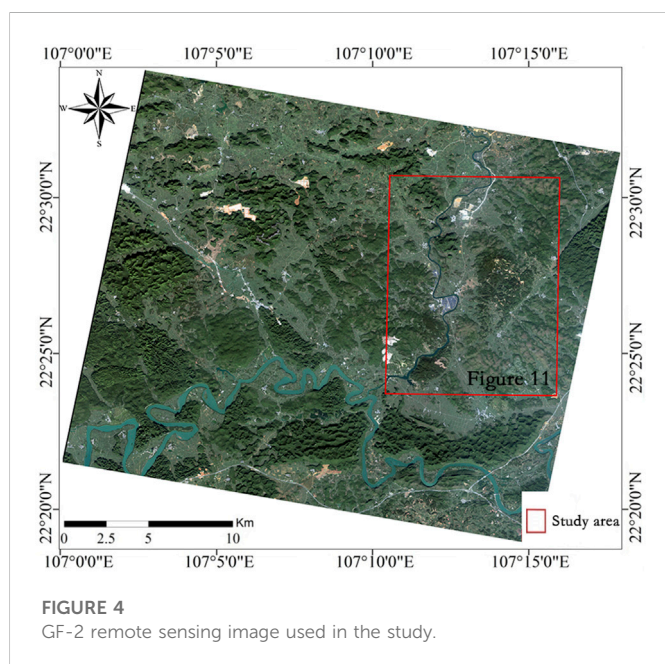 107°0'0"E 107°5'0"E 107°10'0"E 107°15'0"E
N
W E
S
22°30'0"N 22°30'0"N
22°25'0"N 22°25'0"N
Figure 11
22°20'0"N 22°20'0"N
Km
0 2.5 5 10
Study area
107°0'0"E 107°5'0"E 107°10'0"E 107°15'0"E
FIGURE 4
GF-2 remote sensing image used in the study.